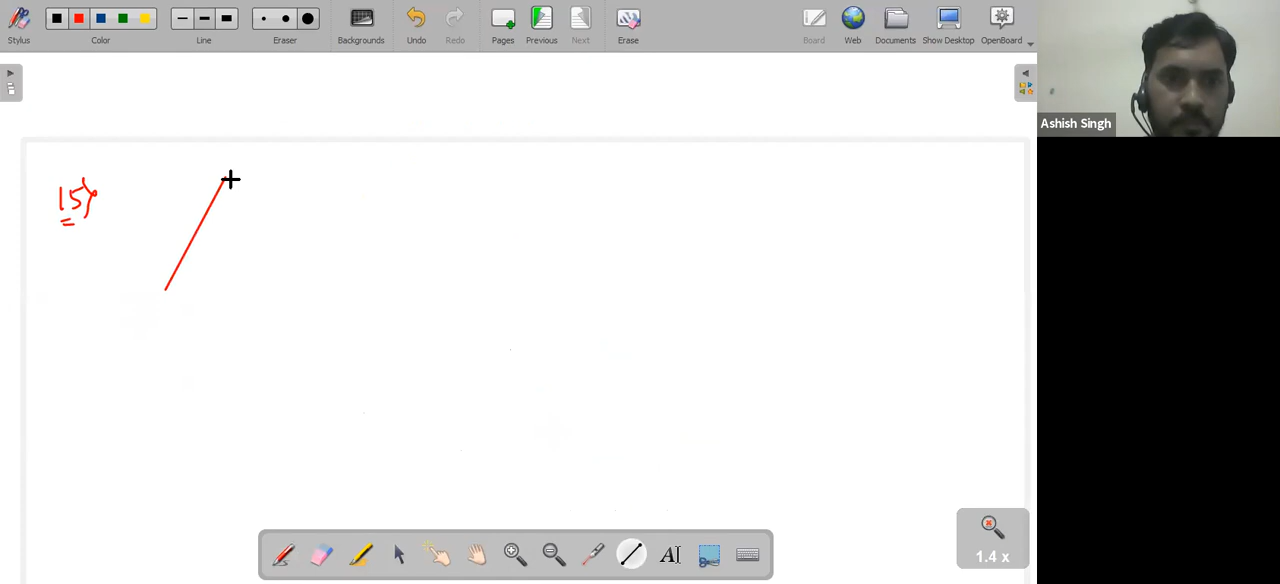 Stylus Color Line Eraser Backgrounds Undo Redo Pages Previous Next Erase Board Web Documents Show Desktop OpenBoard
Ashish Singh
15}
AI
1.4 x